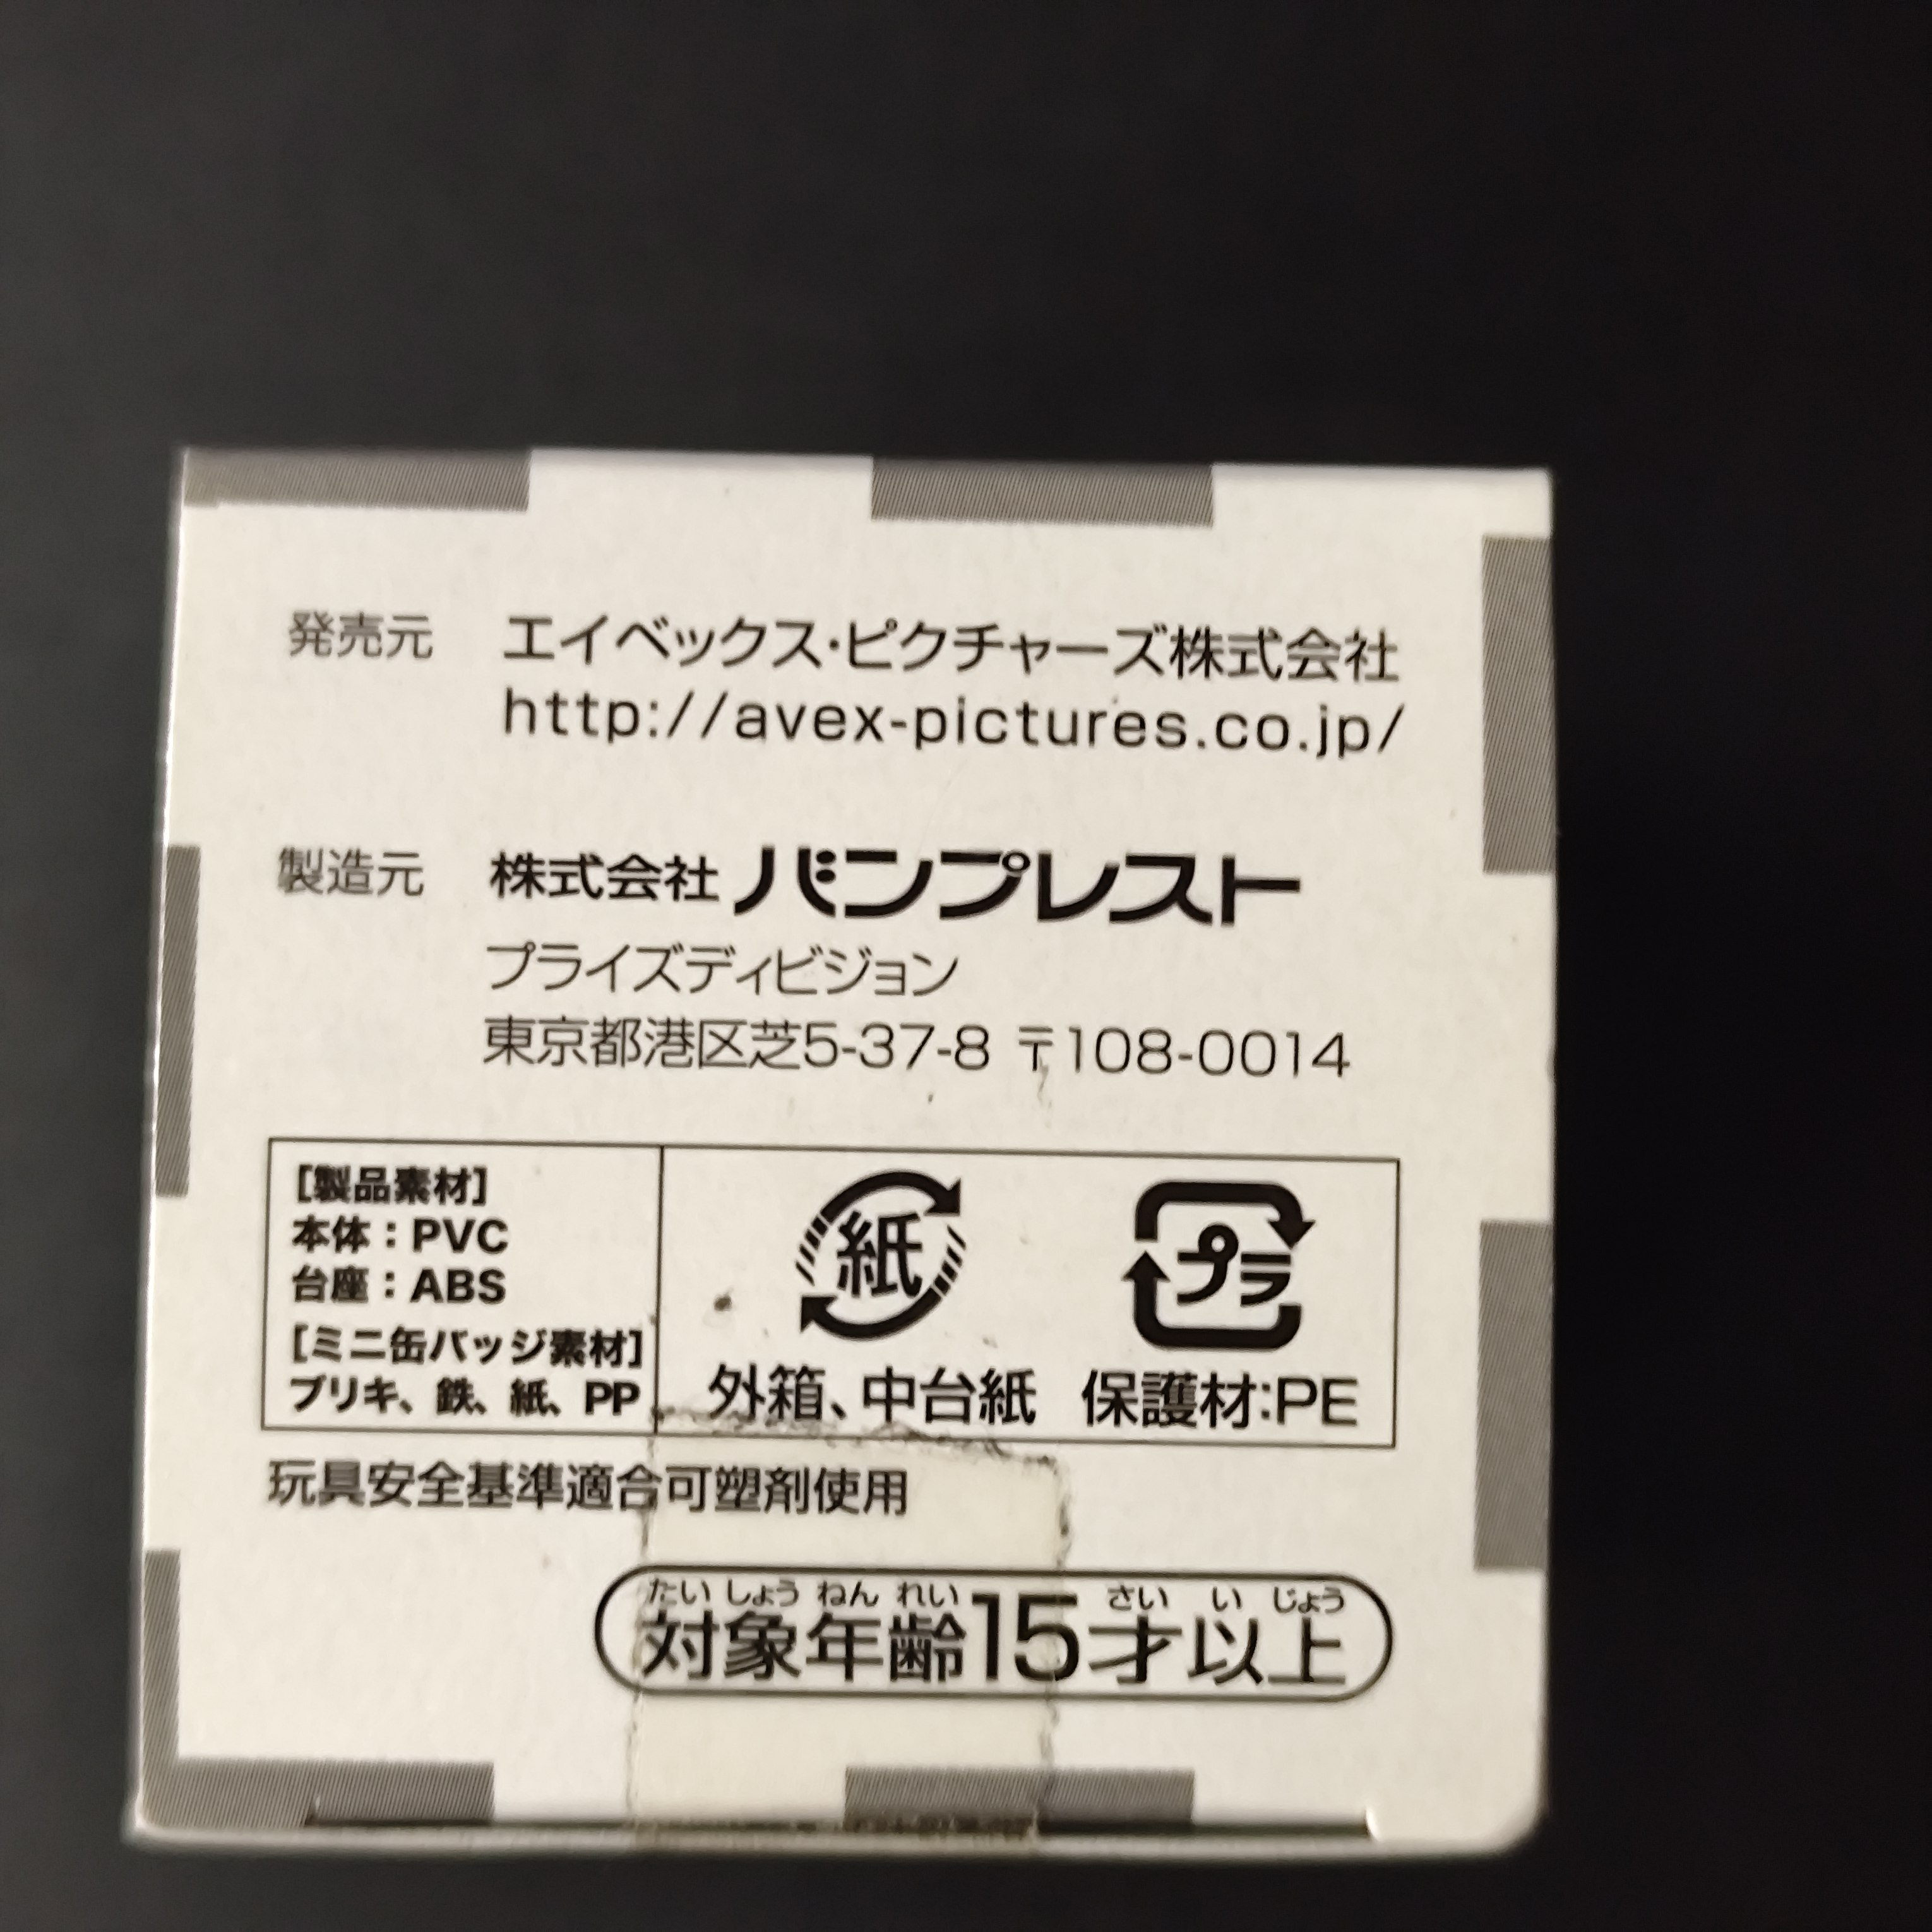 発売元 エイベックス・ピクチャーズ株式会社
http://avex-pictures.co.jp/
製造元 株式会社バンプレスト
プライズディビジョン
東京都港区芝5-37-8 〒108-0014
[製品素材]
本体：PVC
台座：ABS
[ミニ缶バッジ素材]
ブリキ、鉄、紙、PP
紙
外箱、中台紙
プラ
保護材:PE
玩具安全基準適合可塑剤使用
たいしょうねんれい さい い じょう
対象年齢15才以上